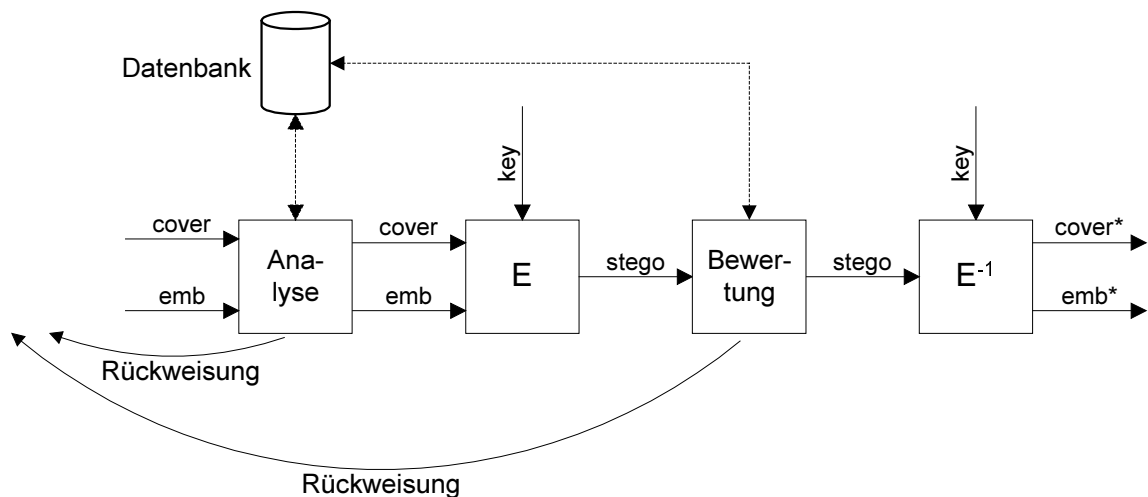 Datenbank
key
key
cover
cover
cover*
Ana-
lyse
E
stego
Bewer-
tung
stego
E-1
emb
emb
emb*
Rückweisung
Rückweisung